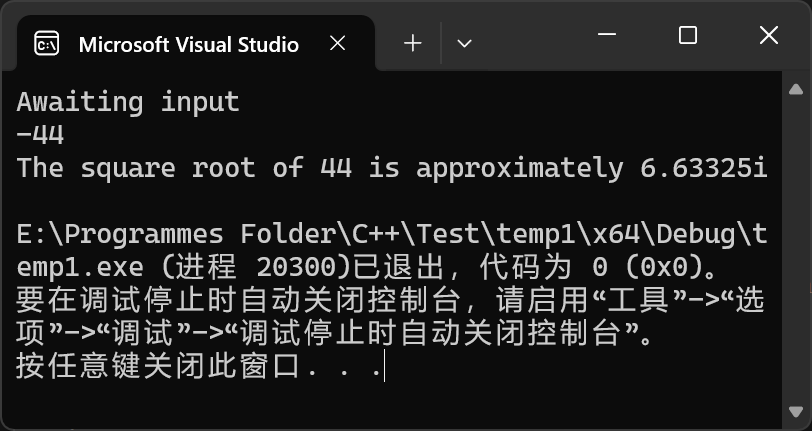 Microsoft Visual Studio
Awaiting input
-44
The square root of 44 is approximately 6.63325i
E:\Programmes Folder\C++\Test\temp1\x64\Debug\t
emp1.exe (进程 20300)已退出，代码为 0 (0x0)。
要在调试停止时自动关闭控制台，请启用“工具”->“选
项”->“调试”->“调试停止时自动关闭控制台”。
按任意键关闭此窗口. . .